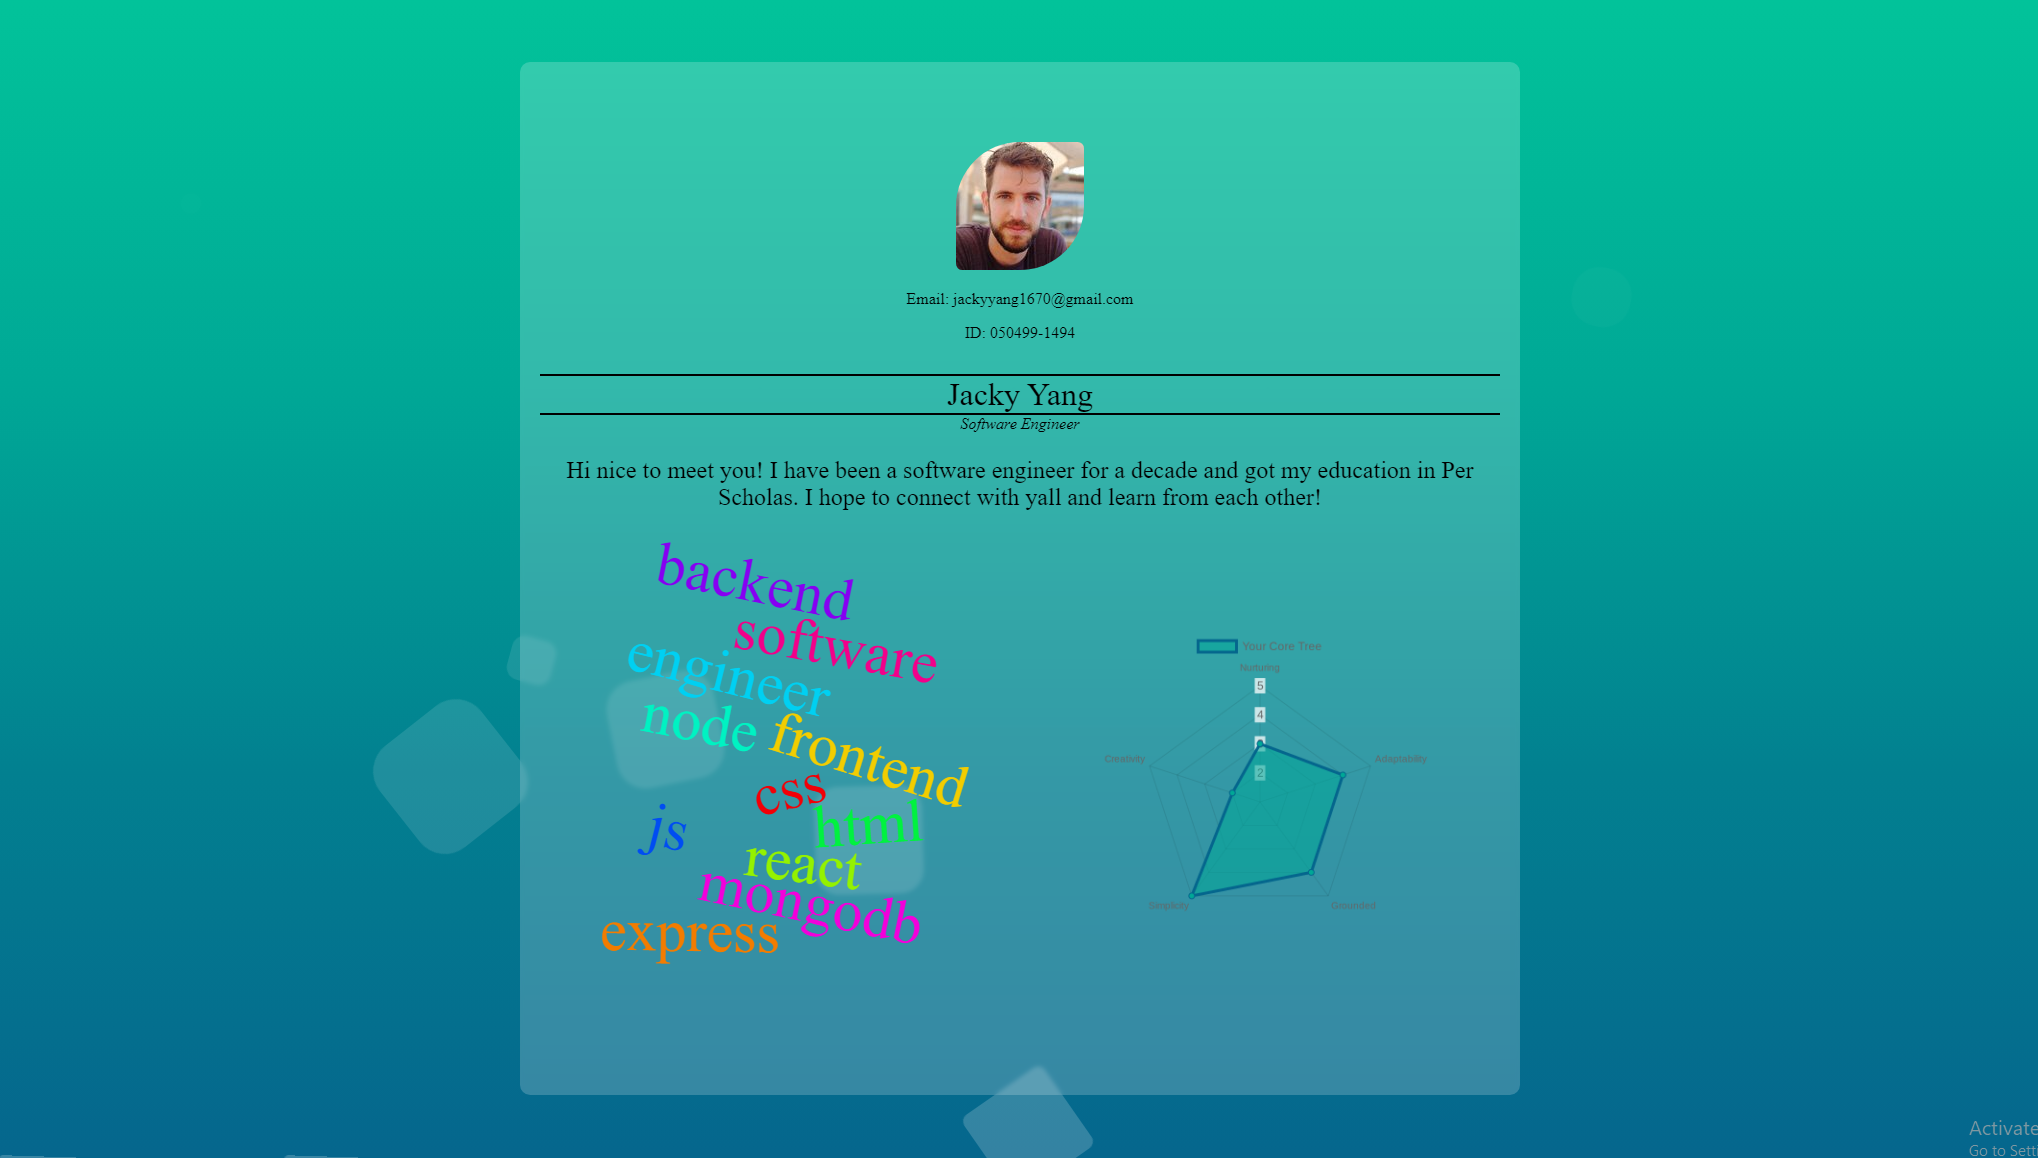 Email: jackyyang1670@gmail.com
ID: 050499-1494
Jacky Yang
Software Engineer
Hi nice to meet you! I have been a software engineer for a decade and got my education in Per
Scholas. I hope to connect with yall and learn from each other!
backend
software
engineer
node
frontend
css
js
html
react
mongodb
express
Your Core Tree
Nurturing
5
4
2
Creativity
Adaptability
Simplicity
Grounded
Activate
Go to Sett